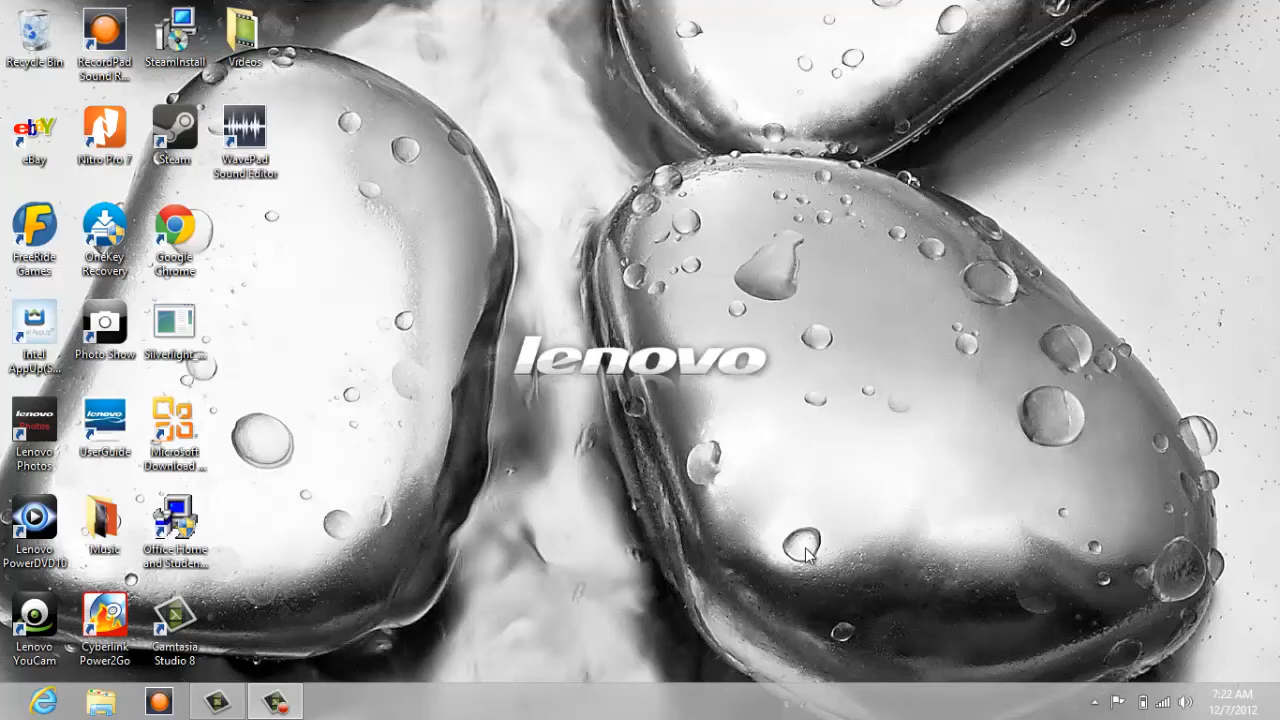 Recycle Bin
RecordPad
Sound R...
SteamInstall
Videos
eBay
Nitro Pro 7
Steam
WavePad
Sound Editor
FreeRide
Games
OneKey
Recovery
Google
Chrome
Intel
AppUp(S...
Photo Show
Silverlight_...
lenovo
Lenovo
Photos
UserGuide
Microsoft
Download ...
Lenovo
PowerDVD10
Music
Office Home
and Studen...
Lenovo
YouCam
Cyberlink
Power2Go
Camtasia
Studio 8
7:22 AM
12/7/2012